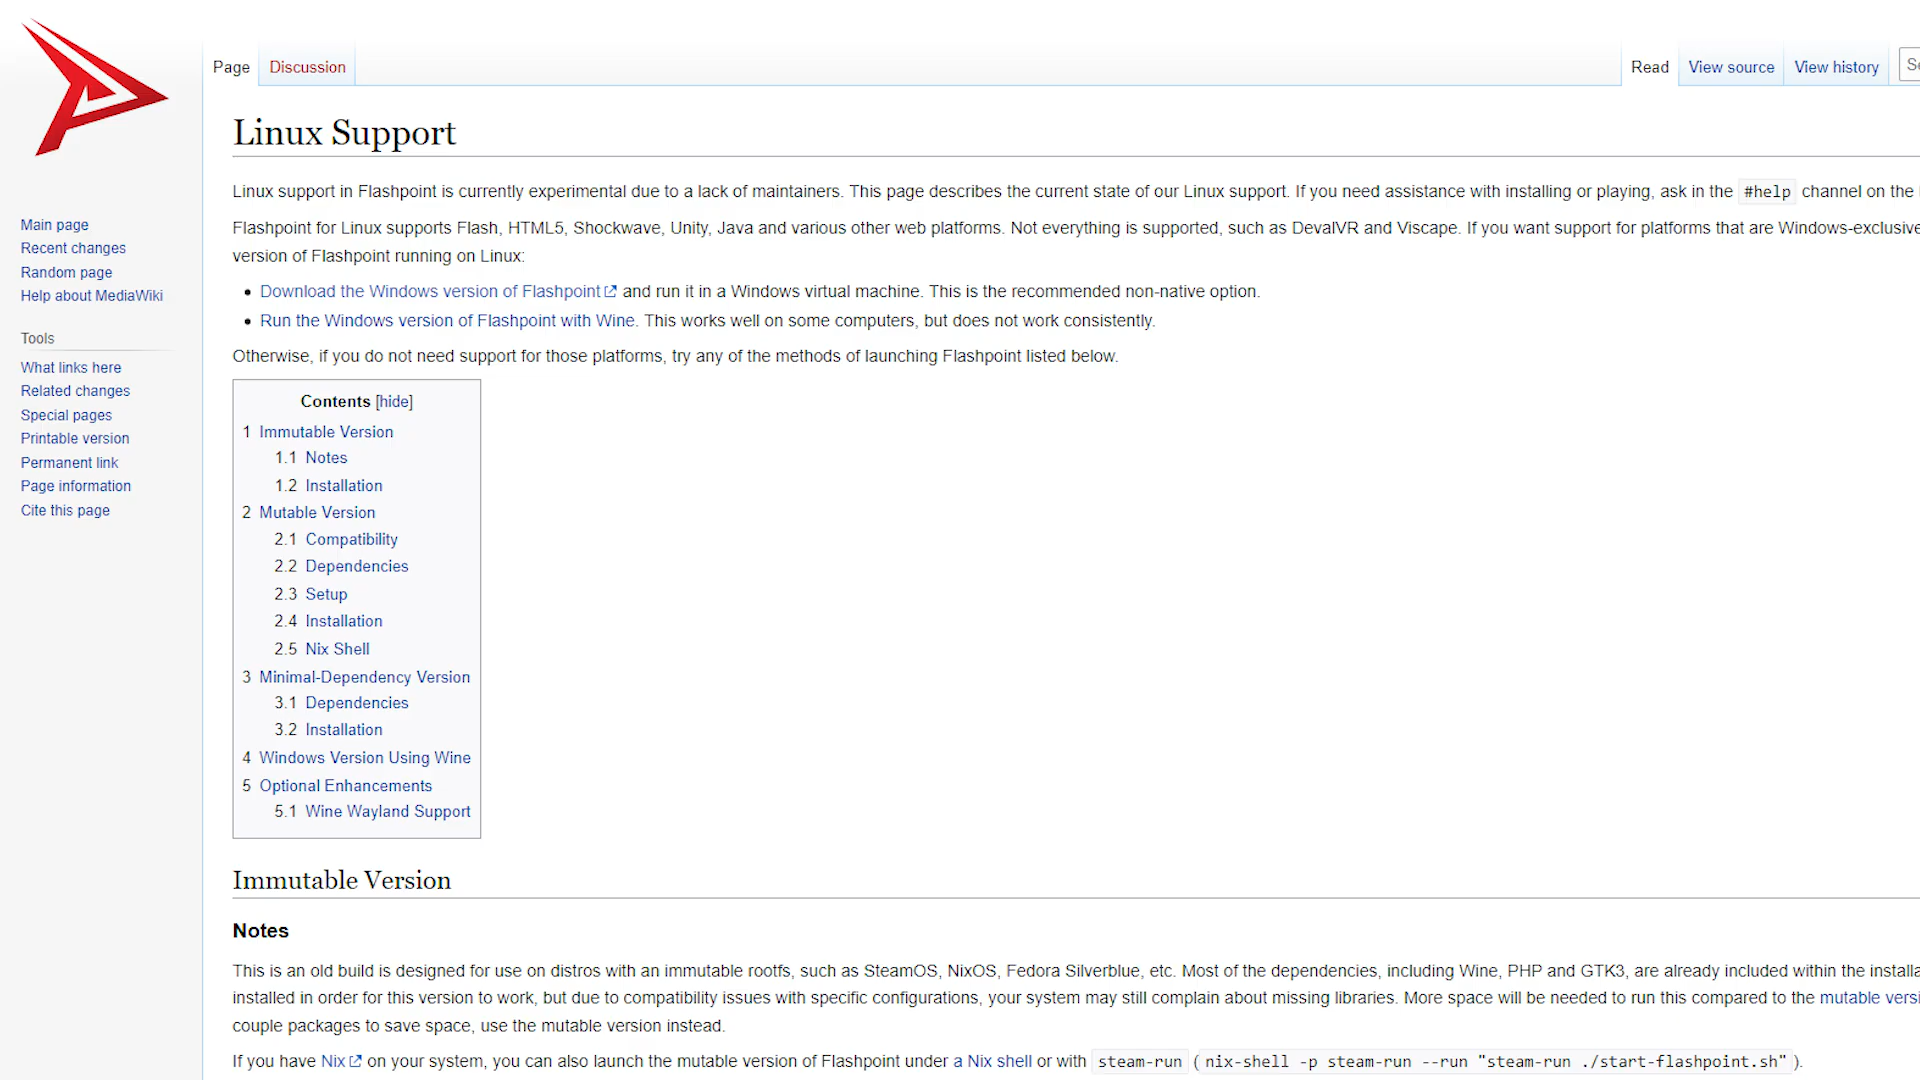 Page Discussion Read View source View history
Linux Support
Linux support in Flashpoint is currently experimental due to a lack of maintainers. This page describes the current state of our Linux support. If you need assistance with installing or playing, ask in the #help channel on the
Flashpoint for Linux supports Flash, HTML5, Shockwave, Unity, Java and various other web platforms. Not everything is supported, such as DevalVR and Viscape. If you want support for platforms that are Windows-exclusive
version of Flashpoint running on Linux:
Download the Windows version of Flashpoint and run it in a Windows virtual machine. This is the recommended non-native option.
Run the Windows version of Flashpoint with Wine. This works well on some computers, but does not work consistently.
Otherwise, if you do not need support for those platforms, try any of the methods of launching Flashpoint listed below.
Main page
Recent changes
Random page
Help about MediaWiki
Tools
What links here
Related changes
Special pages
Printable version
Permanent link
Page information
Cite this page
Contents [hide]
1 Immutable Version
1.1 Notes
1.2 Installation
2 Mutable Version
2.1 Compatibility
2.2 Dependencies
2.3 Setup
2.4 Installation
2.5 Nix Shell
3 Minimal-Dependency Version
3.1 Dependencies
3.2 Installation
4 Windows Version Using Wine
5 Optional Enhancements
5.1 Wine Wayland Support
Immutable Version
Notes
This is an old build is designed for use on distros with an immutable rootfs, such as SteamOS, NixOS, Fedora Silverblue, etc. Most of the dependencies, including Wine, PHP and GTK3, are already included within the
installed in order for this version to work, but due to compatibility issues with specific configurations, your system may still complain about missing libraries. More space will be needed to run this compared to the mutable
couple packages to save space, use the mutable version instead.
If you have Nix on your system, you can also launch the mutable version of Flashpoint under a Nix shell or with steam-run ( nix-shell -p steam-run --run "steam-run ./start-flashpoint.sh" ).